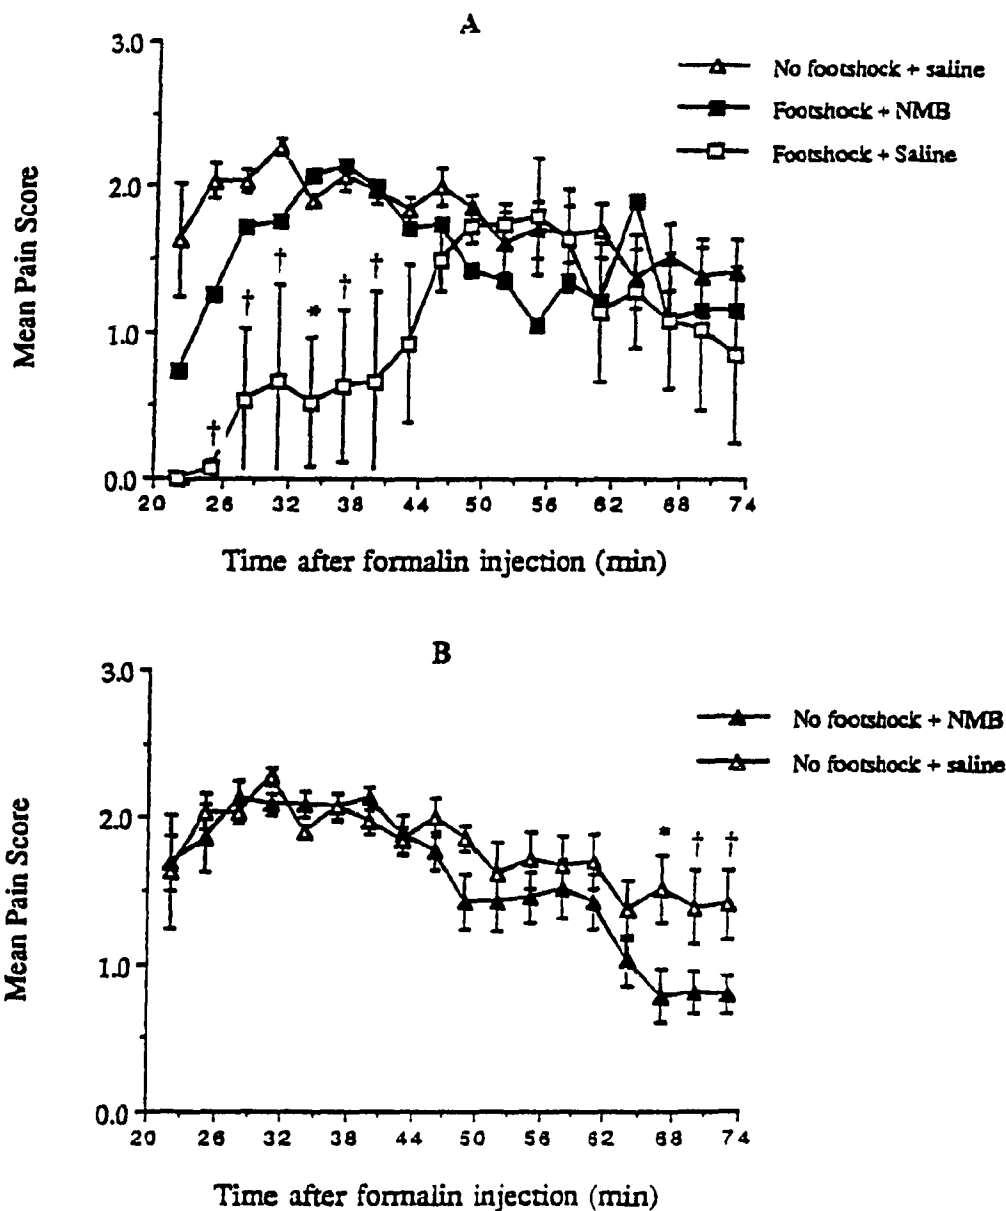 A
3.0
2.0
1.0
0.0
Mean Pain Score
No footshock + saline
Footshock + NMB
Footshock + Saline
†
†
†
*
†
†
20 26 32 38 44 50 56 62 68 74
Time after formalin injection (min)
B
3.0
2.0
1.0
0.0
Mean Pain Score
No footshock + NMB
No footshock + saline
* † †
20 26 32 38 44 50 56 62 68 74
Time after formalin injection (min)